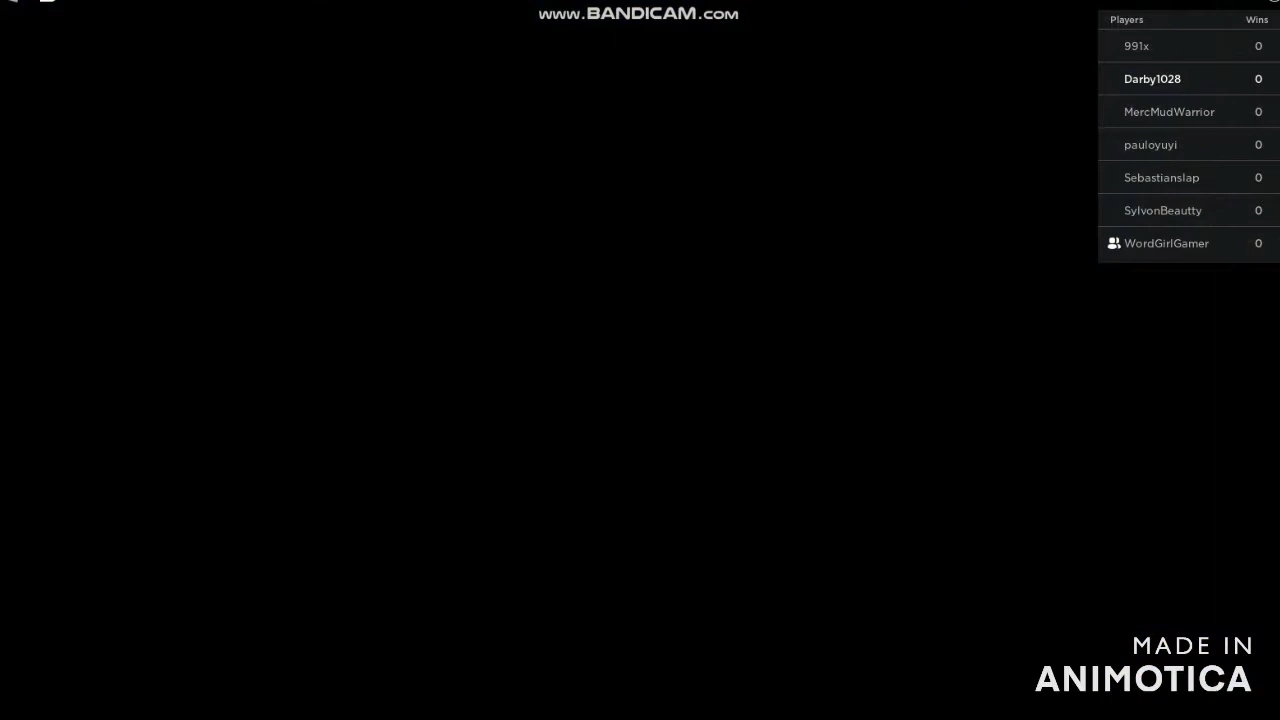 www.BANDICAM.com
Players Wins
991x 0
Darby1028 0
MercMudWarrior 0
pauloyuyi 0
Sebastianslap 0
SylvonBeautty 0
WordGirlGamer 0
MADE IN
ANIMOTICA